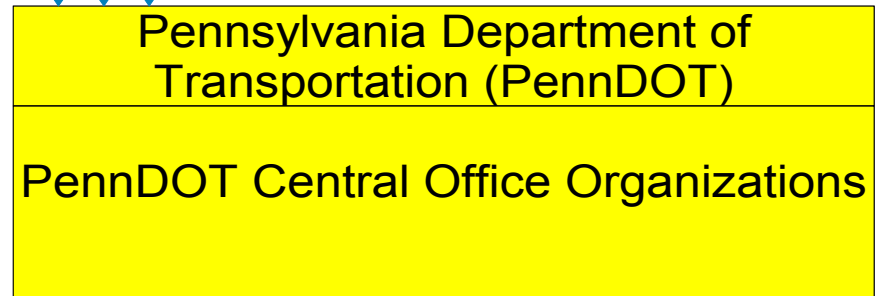 Pennsylvania Department of
Transportation (PennDOT)
PennDOT Central Office Organizations